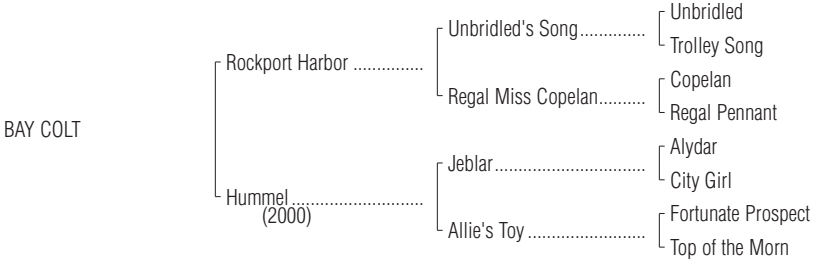 Unbridled
Unbridled's Song..............
Trolley Song
Rockport Harbor ...............
Copelan
Regal Miss Copelan..........
Regal Pennant
BAY COLT
Alydar
Jeblar................................
City Girl
Hummel............................
(2000)
Fortunate Prospect
Allie's Toy .........................
Top of the Morn